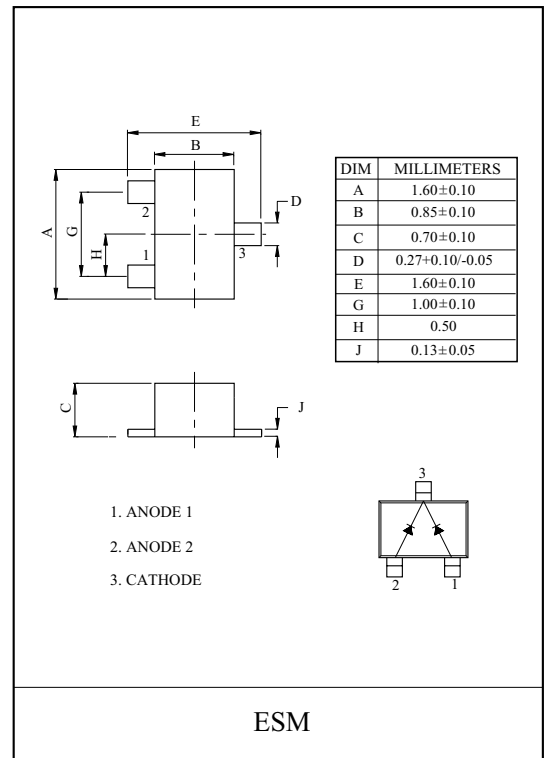 E
B
A
G
H
2
1
3
D
DIM MILLIMETERS
A 1.60±0.10
B 0.85±0.10
C 0.70±0.10
D 0.27+0.10/-0.05
E 1.60±0.10
G 1.00±0.10
H 0.50
J 0.13±0.05
C
J
1. ANODE 1
2. ANODE 2
3. CATHODE
3
2 1
ESM